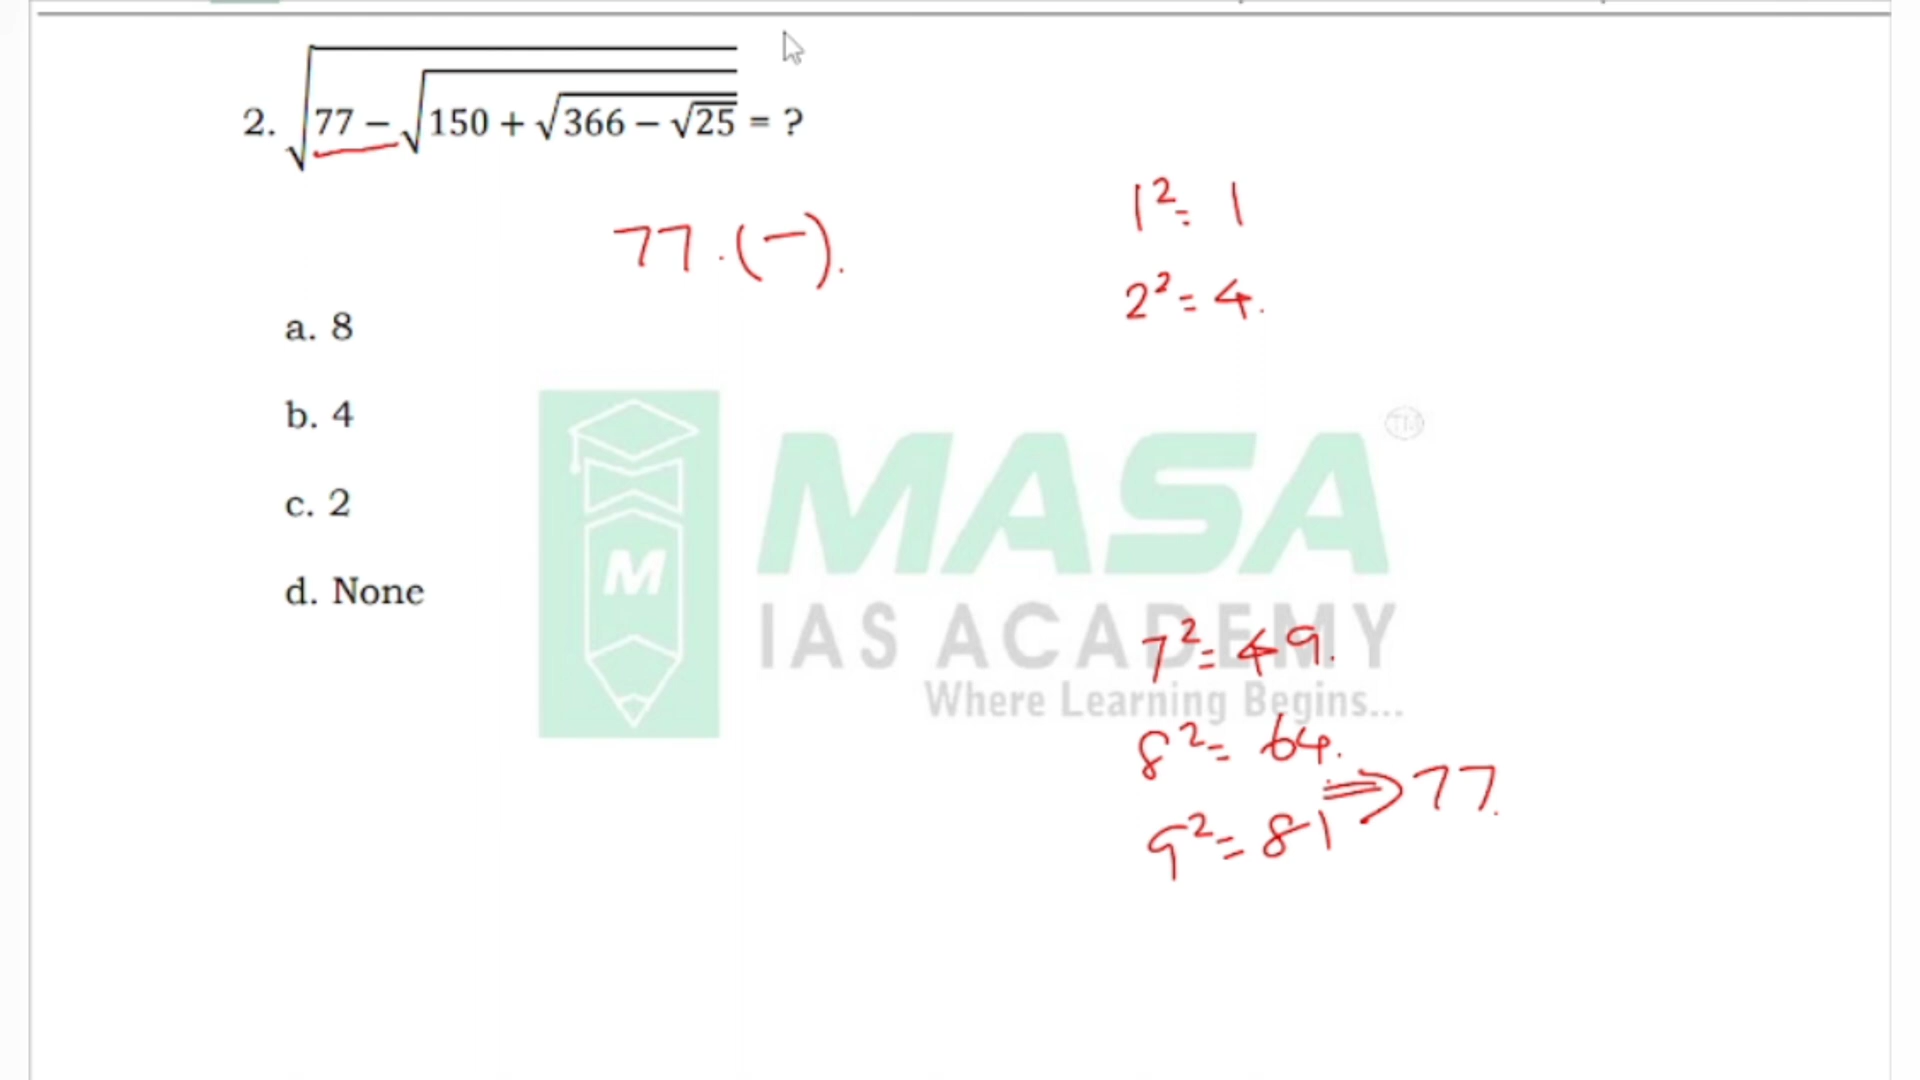 2. √77 − √150 + √366 − √25 = ?
77.(−).
1² = 1
2² = 4.
a. 8
b. 4
c. 2
d. None
M
MASA
IAS ACADEMY
Where Learning Begins...
7² = 49.
8² = 64.
⇒ 77.
9² = 81